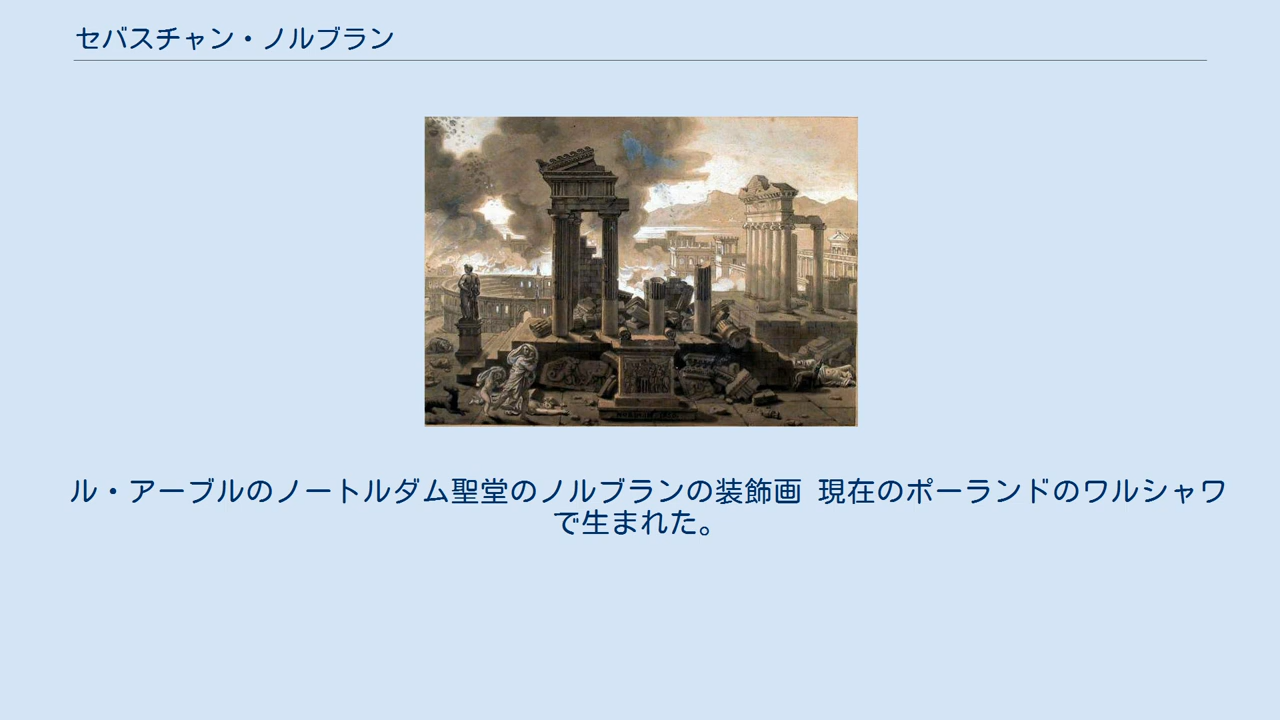 セバスチャン・ノルブラン
ル・アーブルのノートルダム聖堂のノルブランの装飾画 現在のポーランドのワルシャワ
で生まれた。